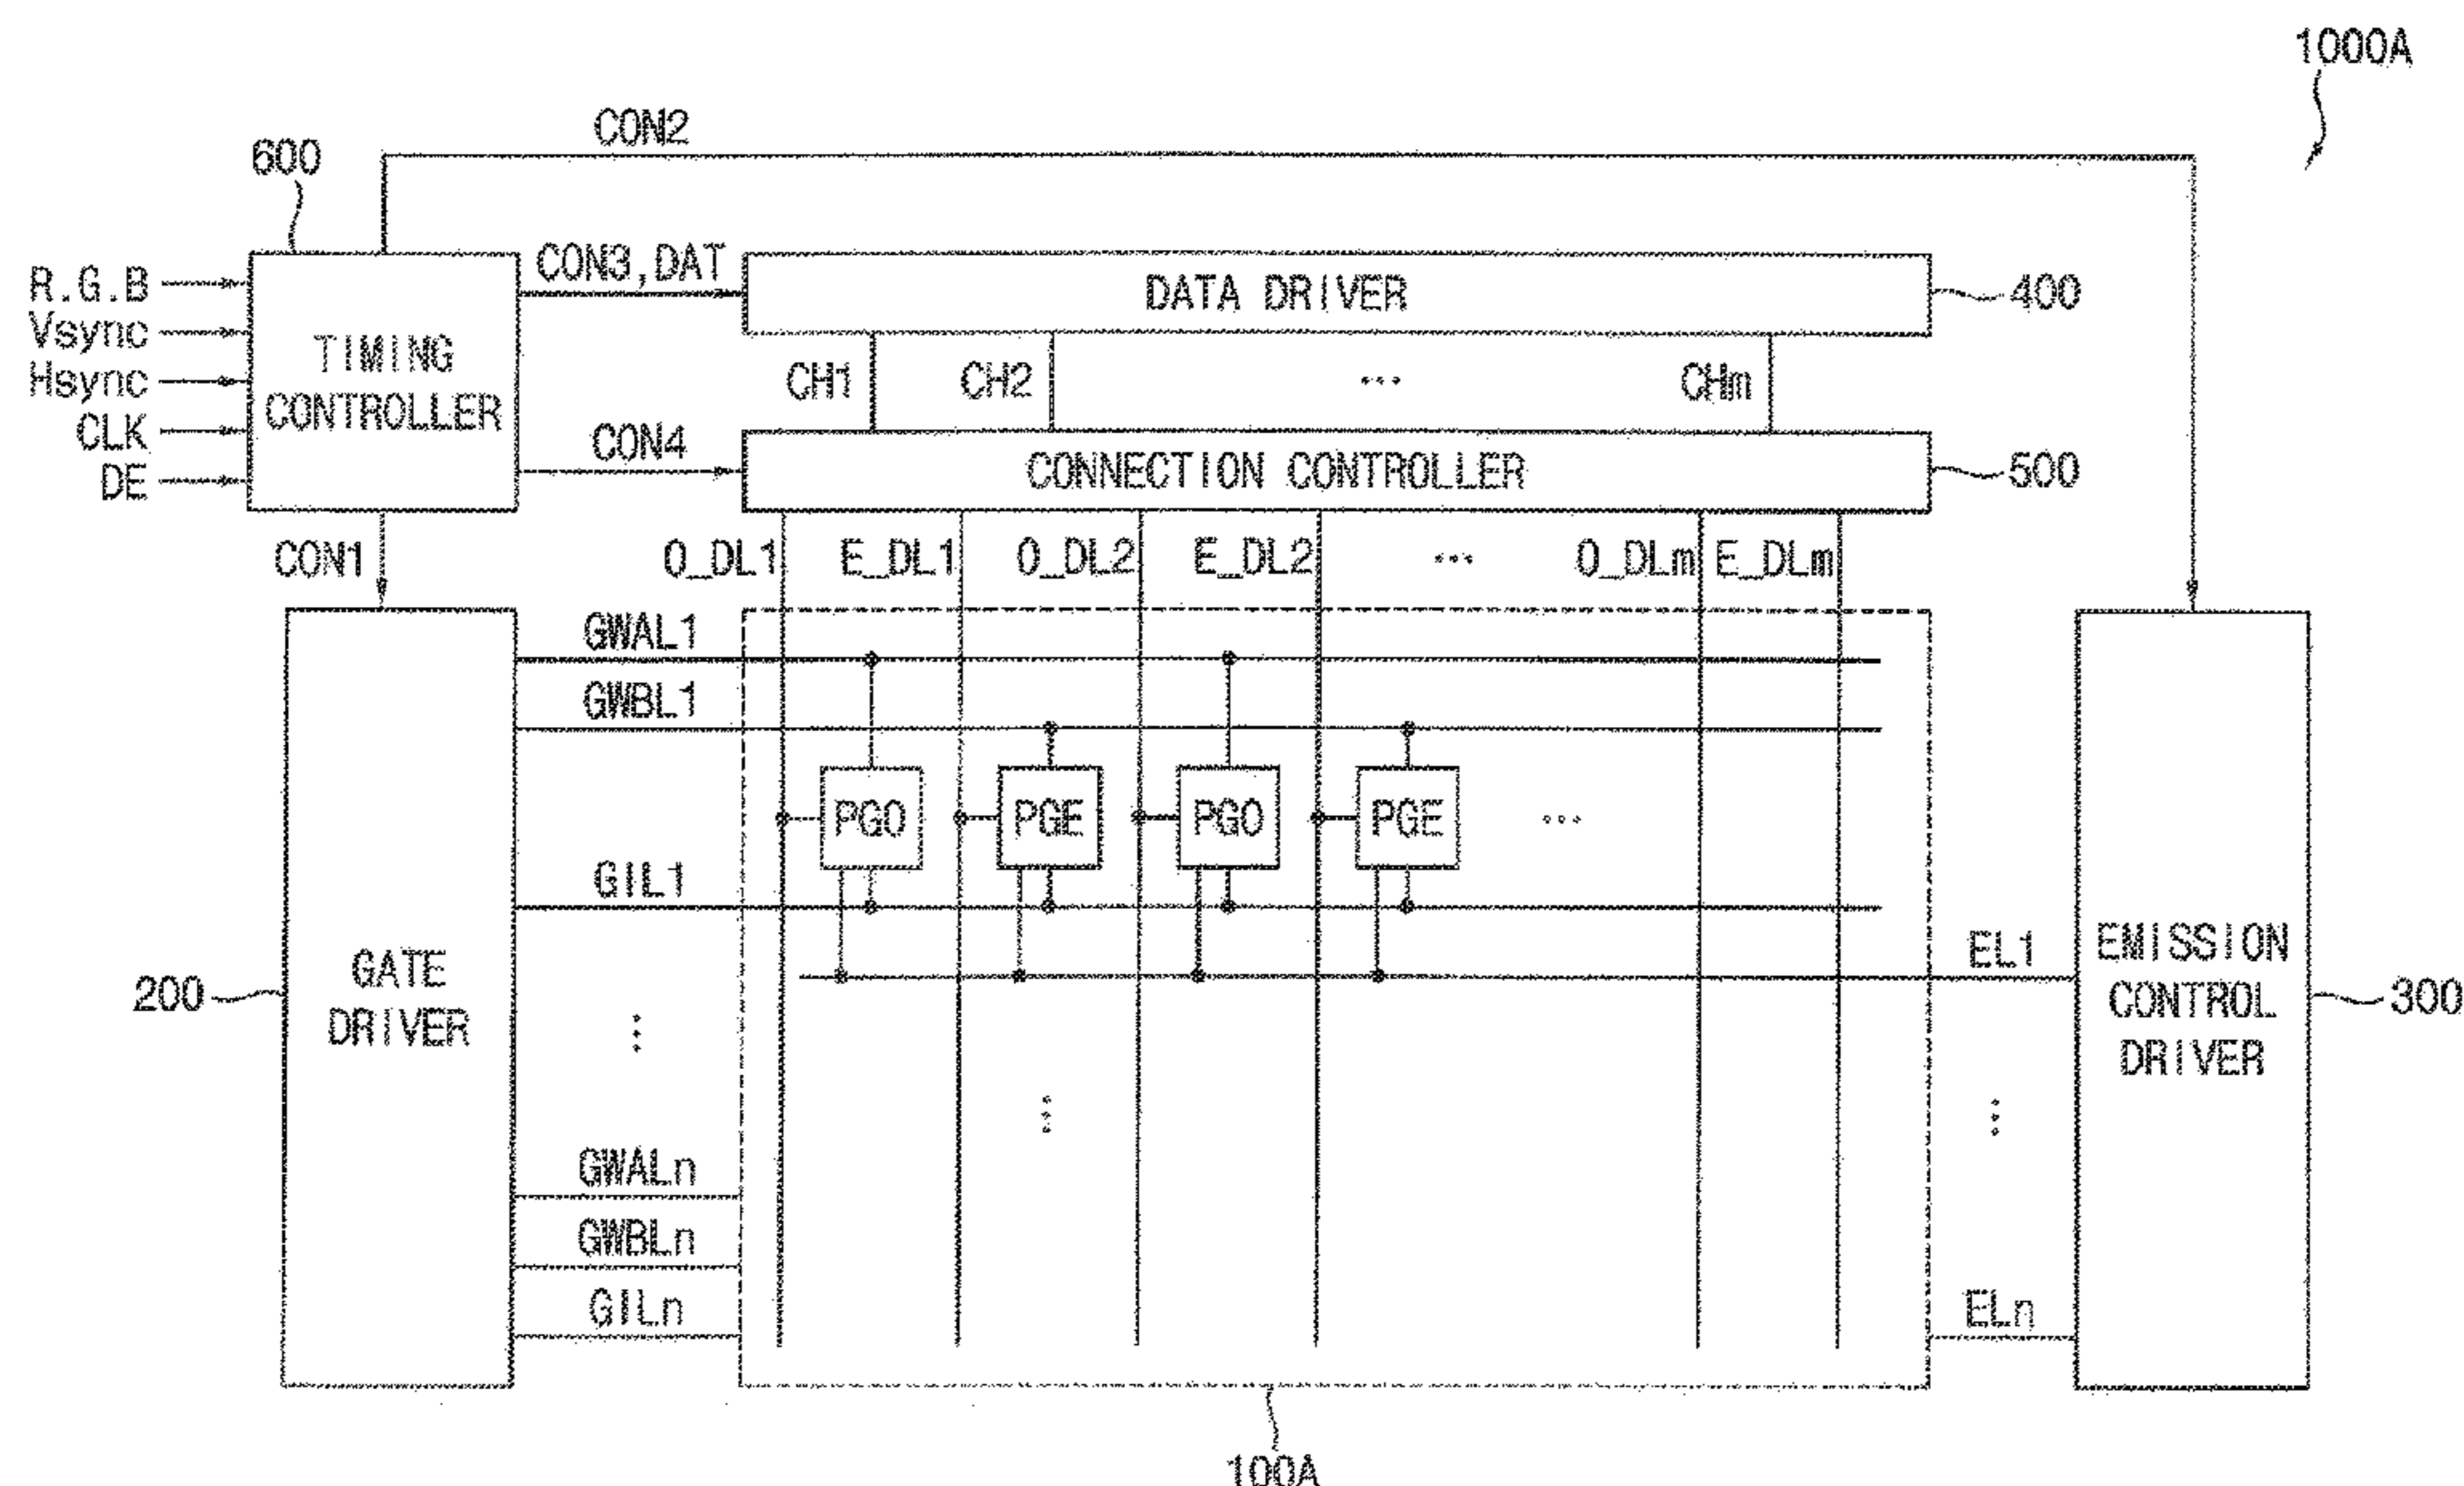 1000A
CON2
600
CON3,DAT
R.G.B
Vsync
Hsync
CLK
DE
TIMING
CONTROLLER
DATA DRIVER
400
CH1
CH2
...
CHm
CON4
CONNECTION CONTROLLER
500
CON1
O_DL1
E_DL1
O_DL2
E_DL2
...
O_DLm
E_DLm
GWAL1
GWBL1
PGO
PGE
PGO
PGE
...
GIL1
200
GATE
DRIVER
EL1
EMISSION
CONTROL
DRIVER
300
GWALn
GWBLn
GILn
ELn
100A